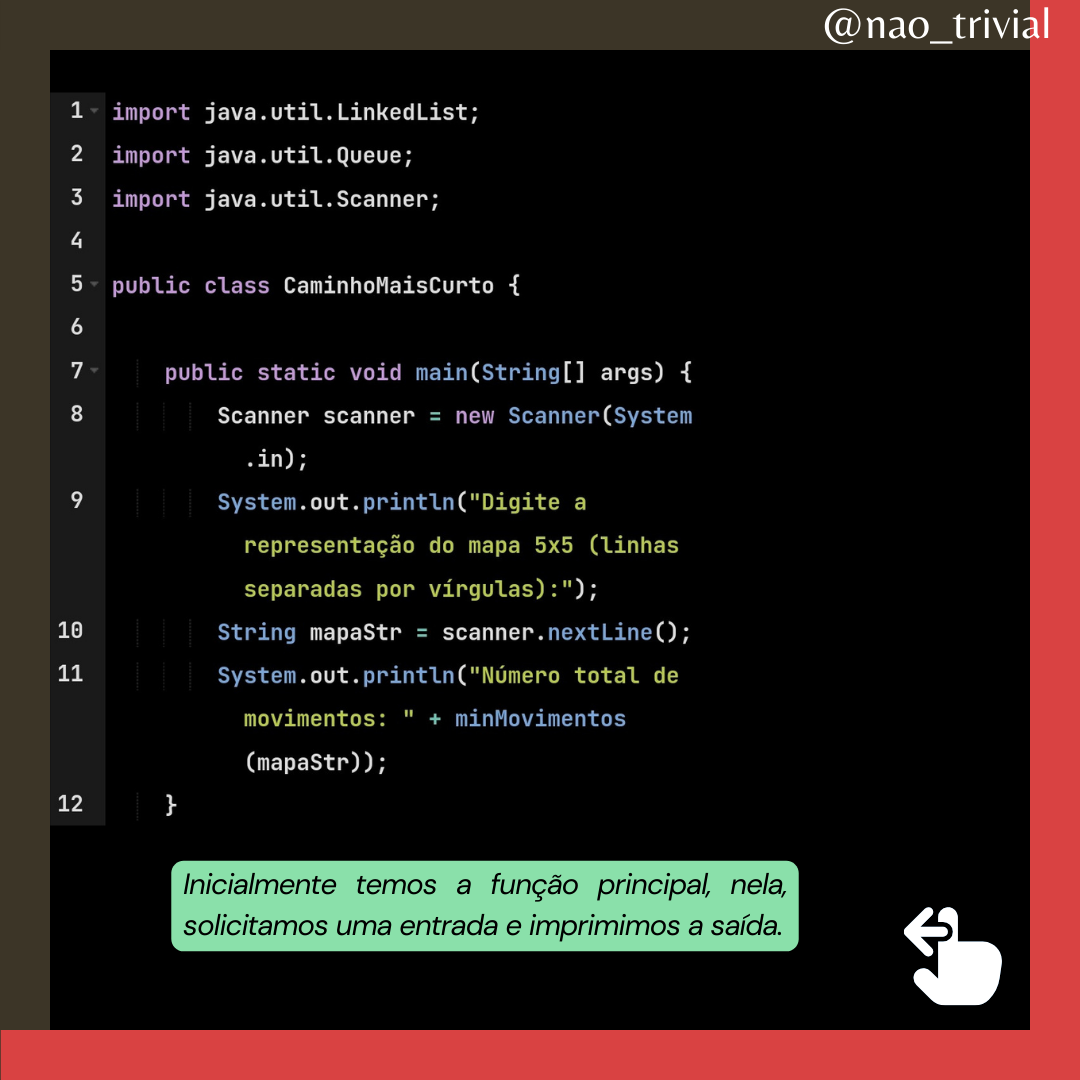 @nao_trivial
1 import java.util.LinkedList;
2 import java.util.Queue;
3 import java.util.Scanner;
4
5 public class CaminhoMaisCurto {
6
7 public static void main(String[] args) {
8 Scanner scanner = new Scanner(System
.in);
9 System.out.println("Digite a
representação do mapa 5x5 (linhas
separadas por vírgulas):");
10 String mapaStr = scanner.nextLine();
11 System.out.println("Número total de
movimentos: " + minMovimentos
(mapaStr));
12 }
Inicialmente temos a função principal, nela,
solicitamos uma entrada e imprimimos a saída.